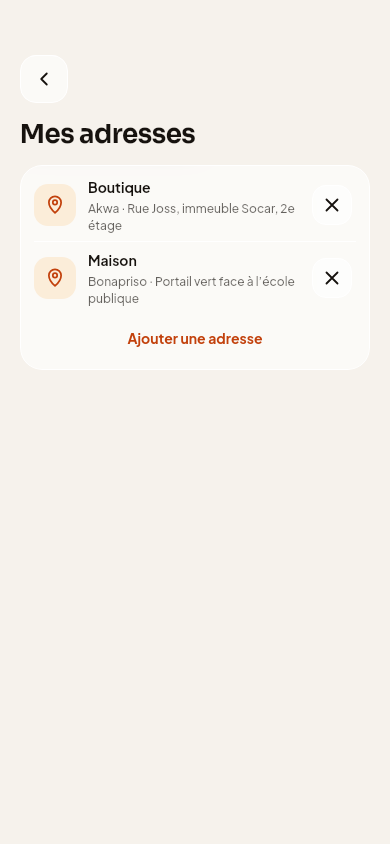 Mes adresses
Boutique
Akwa · Rue Joss, immeuble Socar, 2e
étage
Maison
Bonapriso · Portail vert face à l'école
publique
Ajouter une adresse